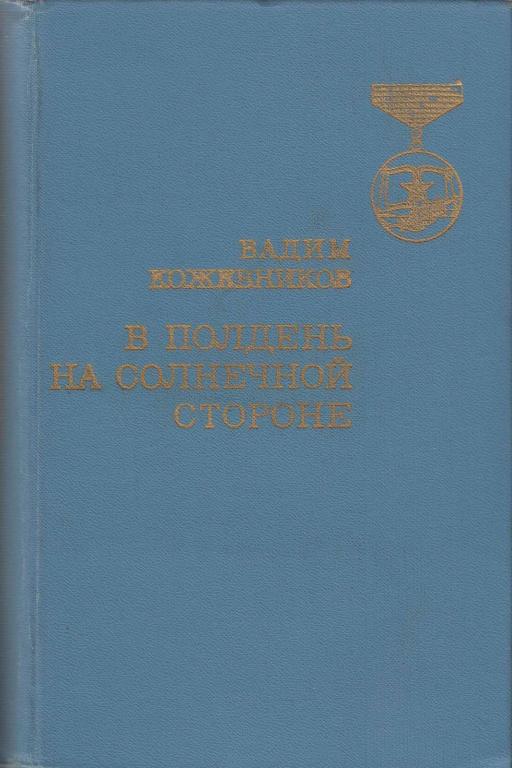 ВАДИМ
КОЖЕВНИКОВ
В ПОЛДЕНЬ
НА СОЛНЕЧНОЙ
СТОРОНЕ